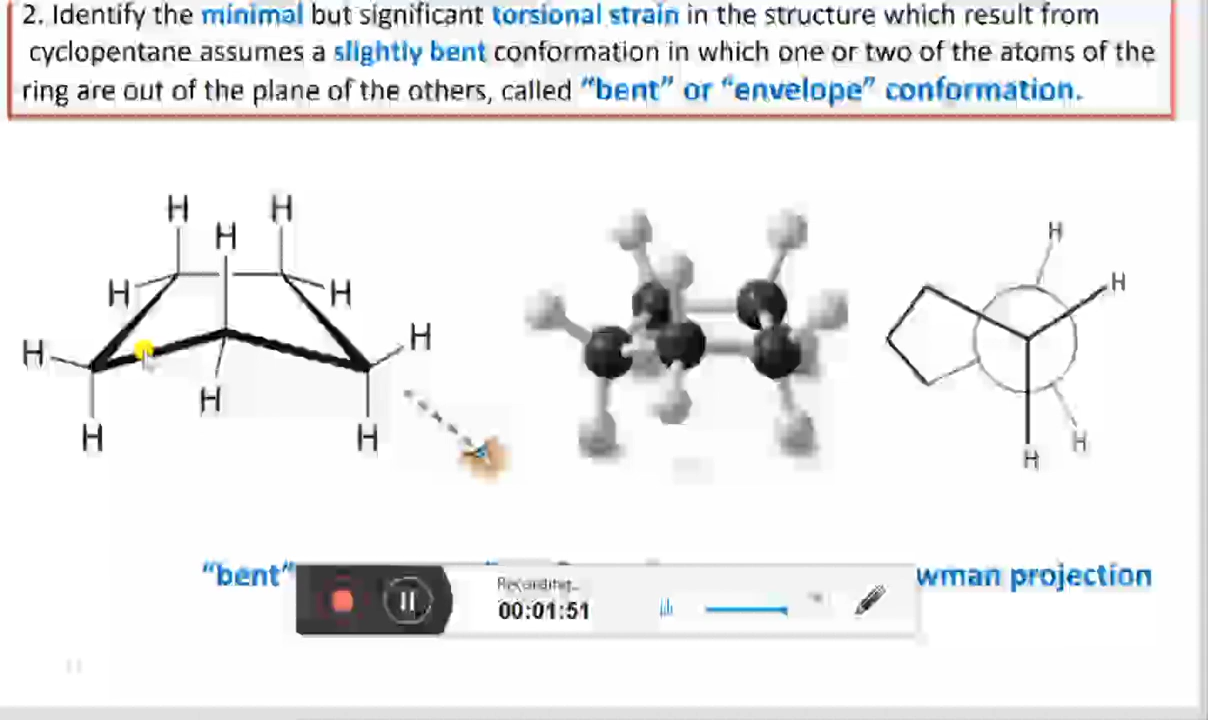 2. Identify the minimal but significant torsional strain in the structure which result from
cyclopentane assumes a slightly bent conformation in which one or two of the atoms of the
ring are out of the plane of the others, called "bent" or "envelope" conformation.
H H
H
H H
H H
H
H H
H
H
H
H
"bent"
wman projection
Recording...
00:01:51